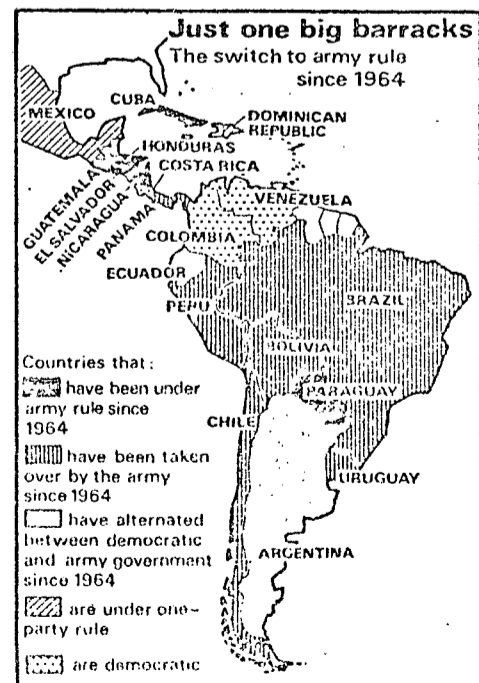 Just one big barracks
The switch to army rule
since 1964
MEXICO
CUBA
DOMINICAN
REPUBLIC
HONDURAS
COSTA RICA
GUATEMALA
EL SALVADOR
NICARAGUA
PANAMA
VENEZUELA
COLOMBIA
ECUADOR
PERU
BRAZIL
BOLIVIA
PARAGUAY
CHILE
URUGUAY
ARGENTINA
Countries that:
have been under
army rule since
1964
have been taken
over by the army
since 1964
have alternated
between democratic
and army government
since 1964
are under one-
party rule
are democratic